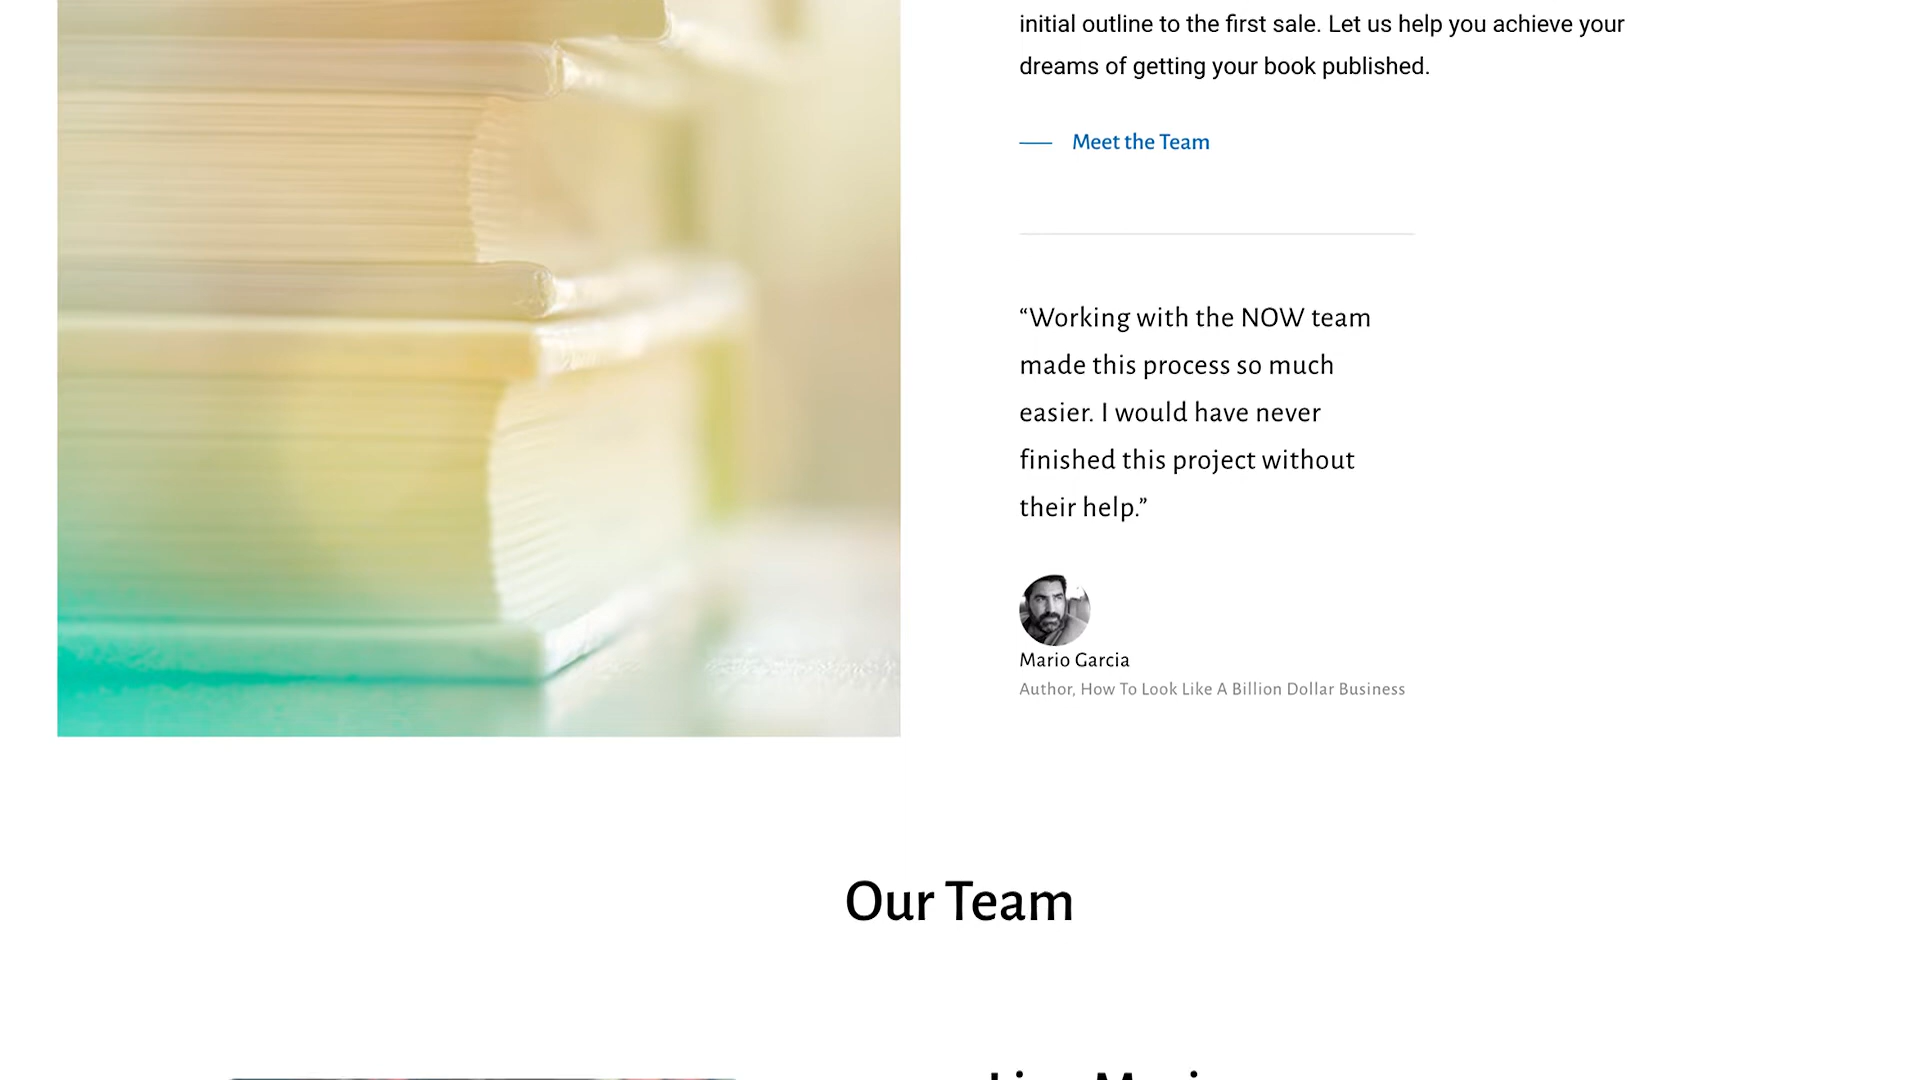 initial outline to the first sale. Let us help you achieve your
dreams of getting your book published.
Meet the Team
“Working with the NOW team
made this process so much
easier. I would have never
finished this project without
their help.”
Mario Garcia
Author, How To Look Like A Billion Dollar Business
Our Team